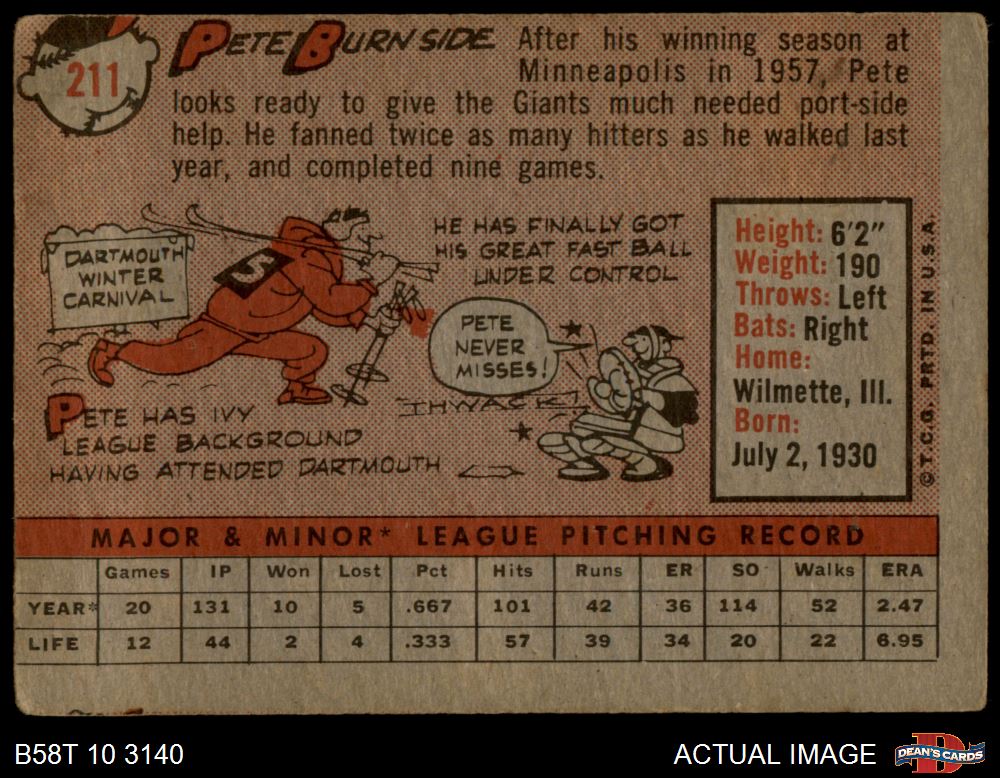 211
PETE BURNSIDE
After his winning season at
Minneapolis in 1957, Pete
looks ready to give the Giants much needed port-side
help. He fanned twice as many hitters as he walked last
year, and completed nine games.
DARTMOUTH
WINTER
CARNIVAL
5
PETE HAS IVY
LEAGUE BACKGROUND
HAVING ATTENDED DARTMOUTH
HE HAS FINALLY GOT
HIS GREAT FAST BALL
UNDER CONTROL
PETE
NEVER
MISSES!
THWACK!
Height: 6'2"
Weight: 190
Throws: Left
Bats: Right
Home:
Wilmette, Ill.
Born:
July 2, 1930
© T.C.G. PRTD. IN U.S.A.
MAJOR & MINOR* LEAGUE PITCHING RECORD
Games IP Won Lost Pct Hits Runs ER SO Walks ERA
YEAR* 20 131 10 5 .667 101 42 36 114 52 2.47
LIFE 12 44 2 4 .333 57 39 34 20 22 6.95
B58T 10 3140
ACTUAL IMAGE
D
DEAN'S CARDS